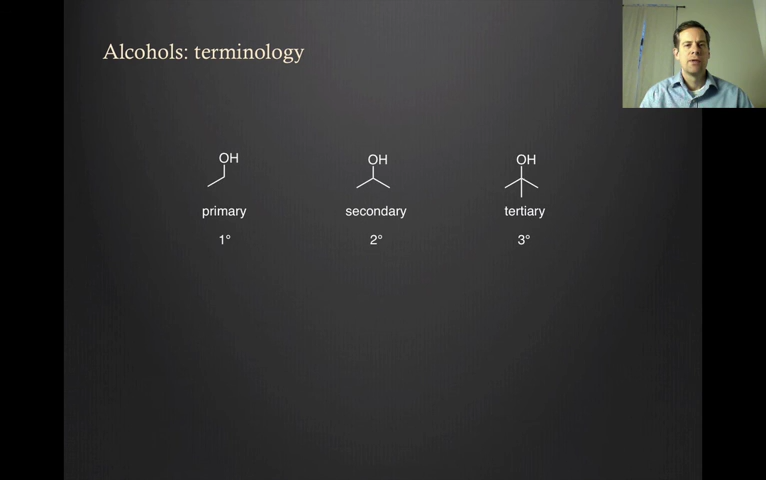 Alcohols: terminology
OH OH OH
primary secondary tertiary
1° 2° 3°